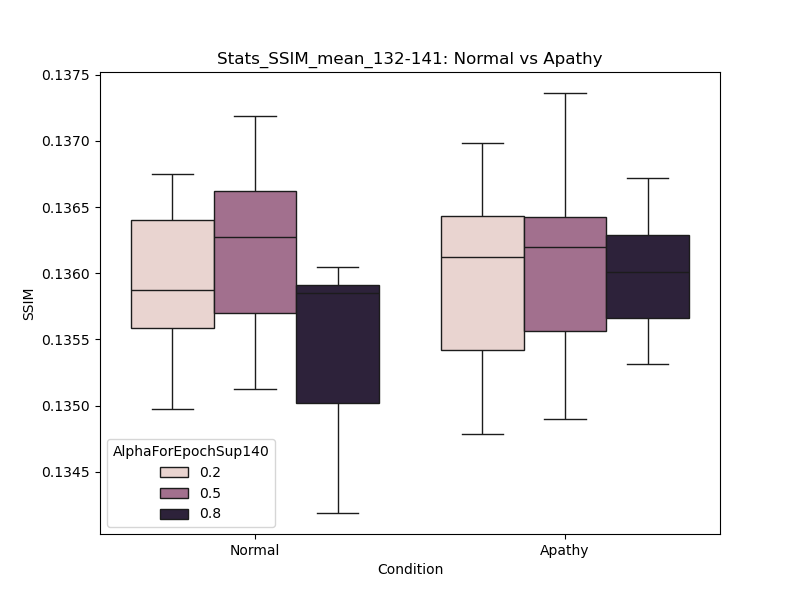 Stats_SSIM_mean_132-141: Normal vs Apathy
0.1375
0.1370
0.1365
0.1360
0.1355
0.1350
0.1345
SSIM
AlphaForEpochSup140
0.2
0.5
0.8
Normal
Apathy
Condition